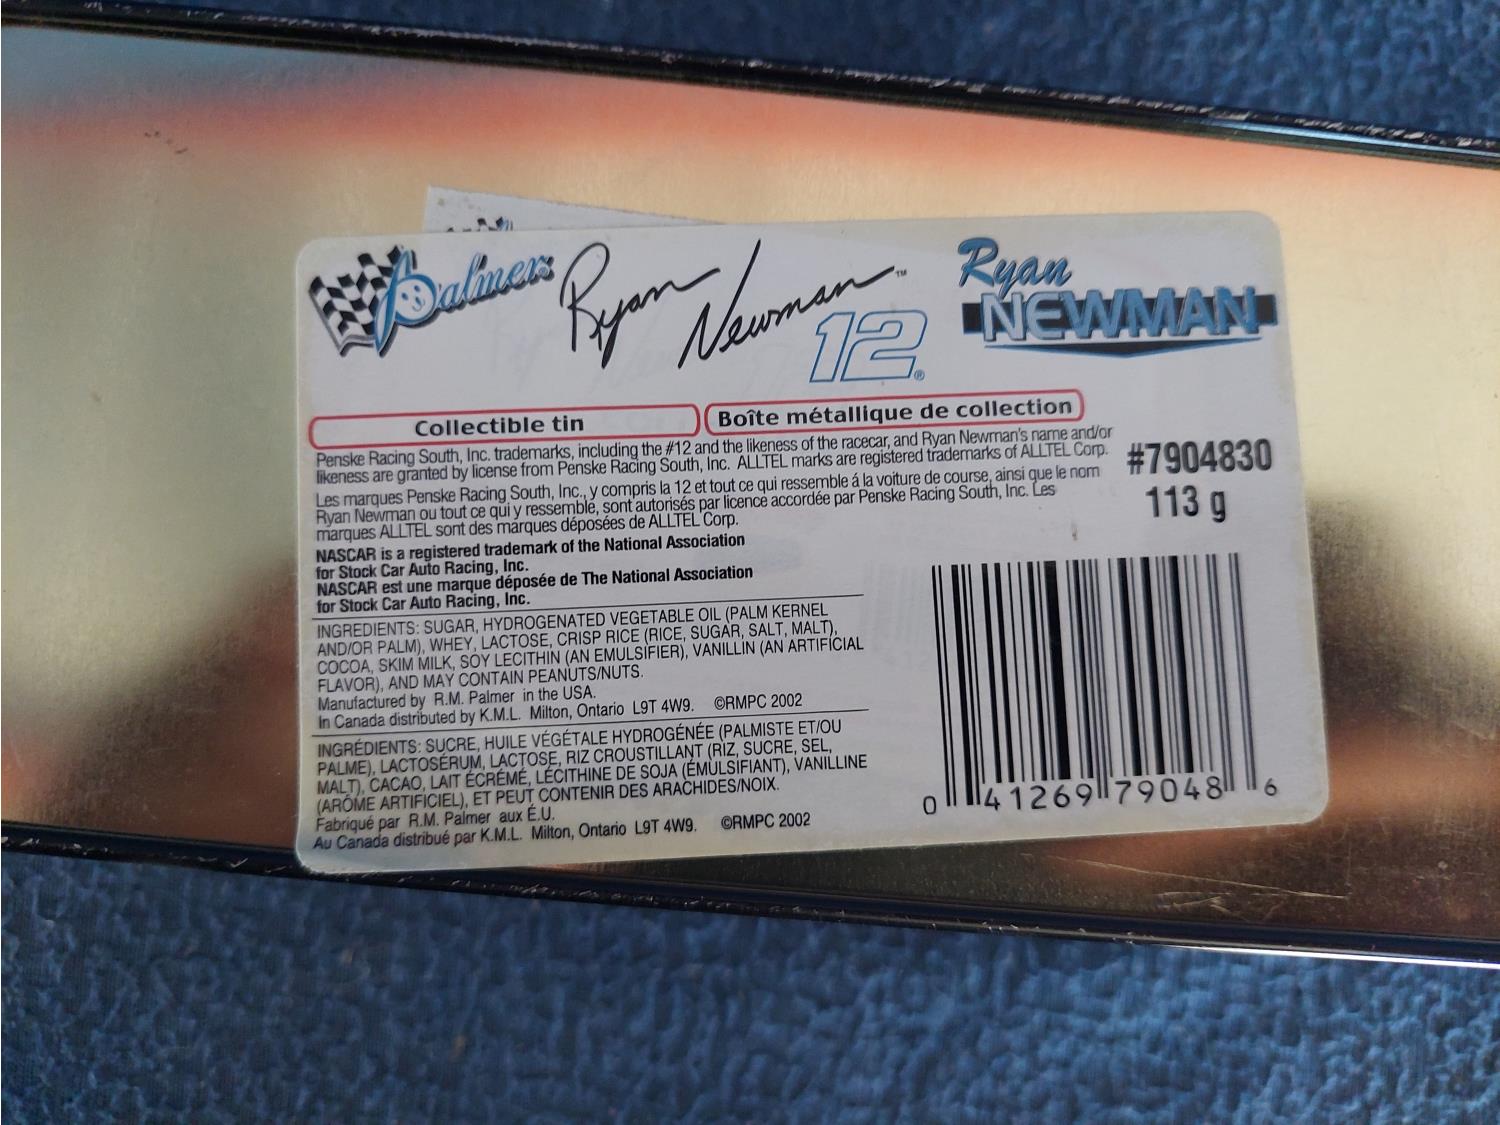 Palmer
Ryan Newman™
12®
Ryan
NEWMAN
Collectible tin
Boîte métallique de collection
Penske Racing South, Inc. trademarks, including the #12 and the likeness of the racecar, and Ryan Newman's name and/or
likeness are granted by license from Penske Racing South, Inc. ALLTEL marks are registered trademarks of ALLTEL Corp.
Les marques Penske Racing South, Inc., y compris la 12 et tout ce qui ressemble á la voiture de course, ainsi que le nom
Ryan Newman ou tout ce qui y ressemble, sont autorisés par licence accordée par Penske Racing South, Inc. Les
marques ALLTEL sont des marques déposées de ALLTEL Corp.
#7904830
113 g
NASCAR is a registered trademark of the National Association
for Stock Car Auto Racing, Inc.
NASCAR est une marque déposée de The National Association
for Stock Car Auto Racing, Inc.
INGREDIENTS: SUGAR, HYDROGENATED VEGETABLE OIL (PALM KERNEL
AND/OR PALM), WHEY, LACTOSE, CRISP RICE (RICE, SUGAR, SALT, MALT),
COCOA, SKIM MILK, SOY LECITHIN (AN EMULSIFIER), VANILLIN (AN ARTIFICIAL
FLAVOR), AND MAY CONTAIN PEANUTS/NUTS.
Manufactured by R.M. Palmer in the USA.
In Canada distributed by K.M.L. Milton, Ontario L9T 4W9. ©RMPC 2002
INGRÉDIENTS: SUCRE, HUILE VÉGÉTALE HYDROGÉNÉE (PALMISTE ET/OU
PALME), LACTOSÉRUM, LACTOSE, RIZ CROUSTILLANT (RIZ, SUCRE, SEL,
MALT), CACAO, LAIT ÉCRÉMÉ, LÉCITHINE DE SOJA (ÉMULSIFIANT), VANILLINE
(ARÔME ARTIFICIEL), ET PEUT CONTENIR DES ARACHIDES/NOIX.
Fabriqué par R.M. Palmer aux É.U.
Au Canada distribué par K.M.L. Milton, Ontario L9T 4W9. ©RMPC 2002
0 41269 79048 6